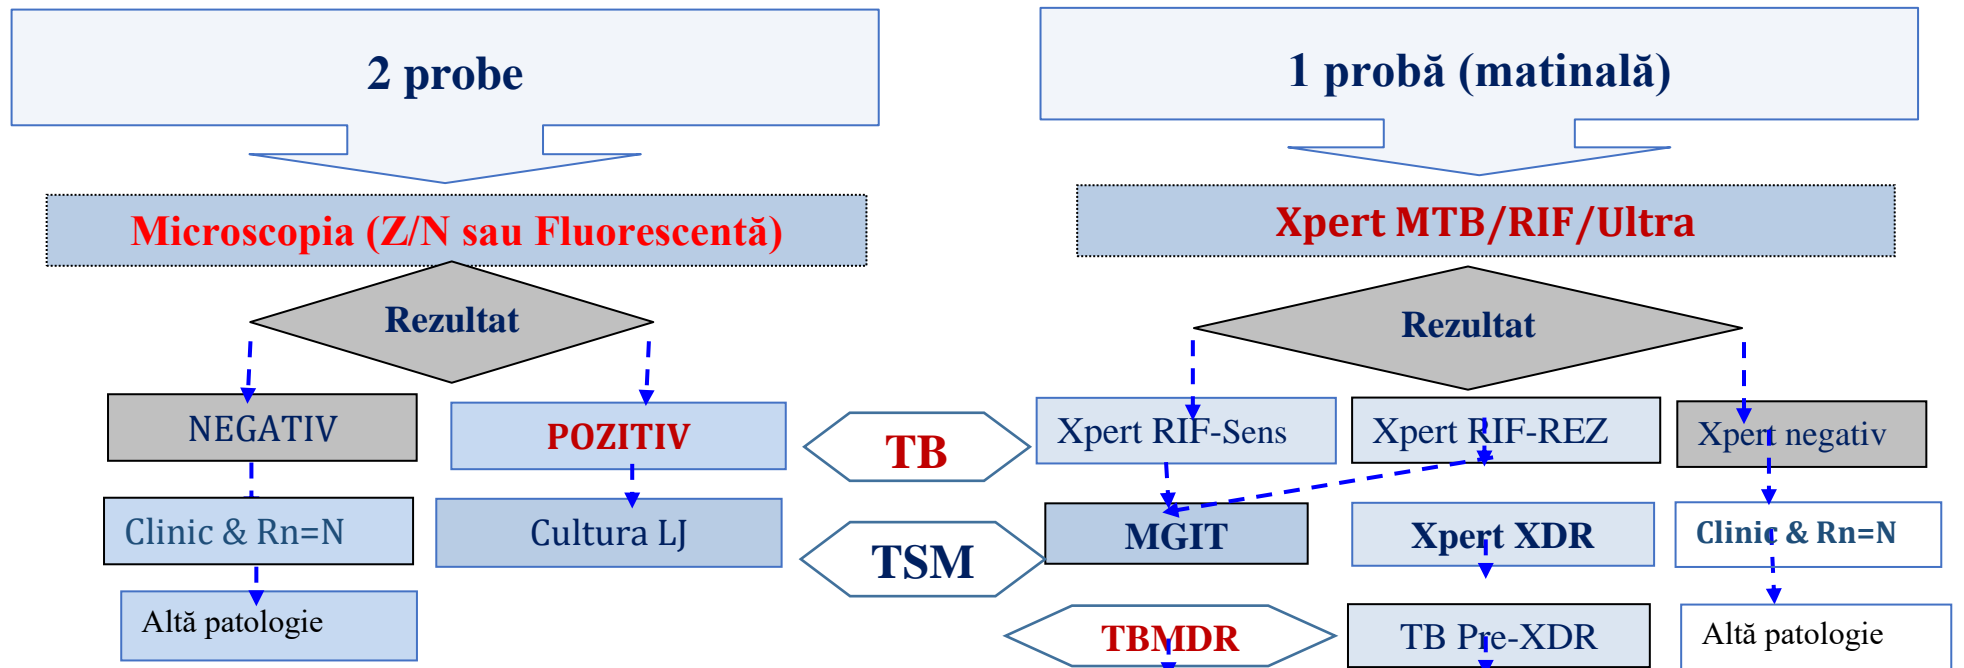 2 probe
1 probă (matinală)
Microscopia (Z/N sau Fluorescentă)
Xpert MTB/RIF/Ultra
Rezultat
Rezultat
NEGATIV
POZITIV
TB
Xpert RIF-Sens
Xpert RIF-REZ
Xpert negativ
Clinic & Rn=N
Cultura LJ
TSM
MGIT
Xpert XDR
Clinic & Rn=N
Altă patologie
TBMDR
TB Pre-XDR
Altă patologie